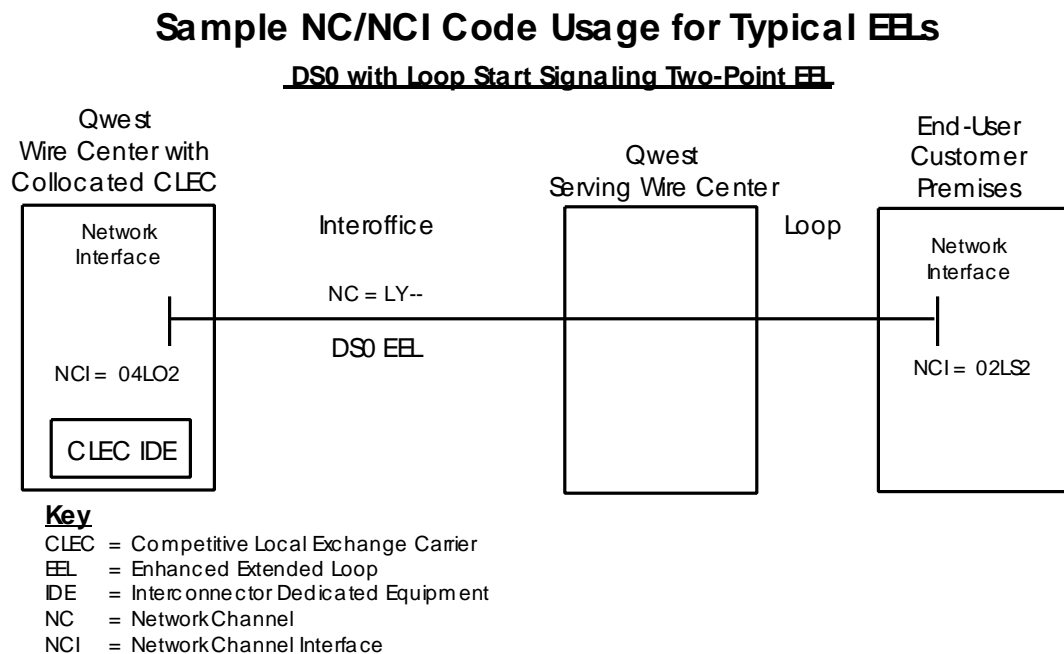 Sample NC/NCI Code Usage for Typical EELs
DS0 with Loop Start Signaling Two-Point EEL
Qwest
Wire Center with
Collocated CLEC
Qwest
Serving Wire Center
End-User
Customer
Premises
Network
Interface
Interoffice
Loop
Network
Interface
NC = LY--
DS0 EEL
NCI = 04LO2
NCI = 02LS2
CLEC IDE
Key
CLEC = Competitive Local Exchange Carrier
EEL = Enhanced Extended Loop
IDE = Interconnector Dedicated Equipment
NC = Network Channel
NCI = Network Channel Interface